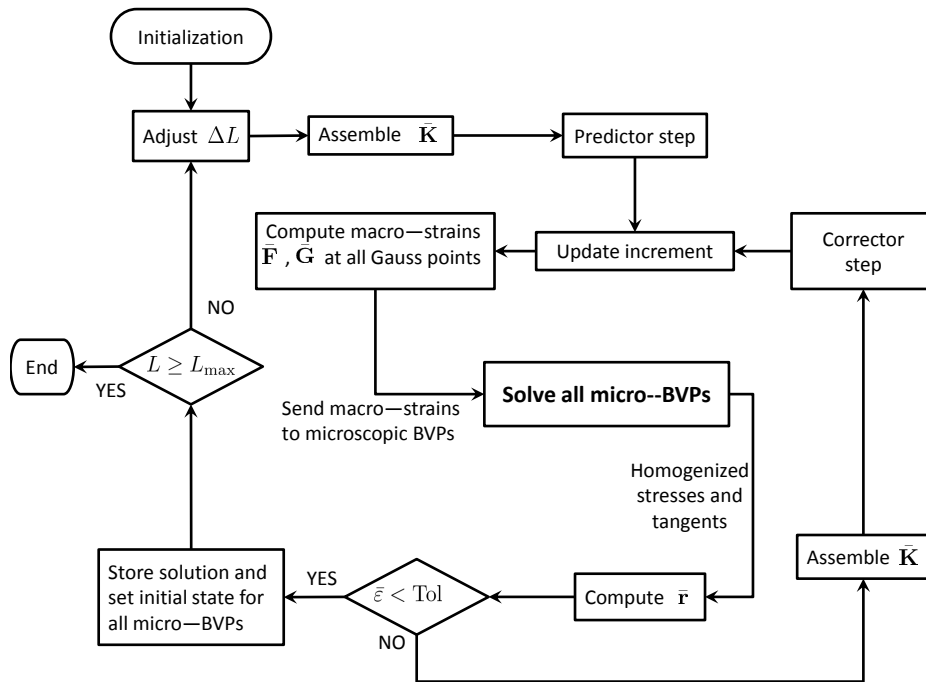 Initialization
Adjust ΔL
Assemble K̄
Predictor step
Compute macro—strains
F̄ , Ḡ at all Gauss points
Update increment
Corrector
step
NO
End
L ≥ Lmax
YES
Solve all micro--BVPs
Send macro—strains
to microscopic BVPs
Homogenized
stresses and
tangents
Assemble K̄
Store solution and
set initial state for
all micro—BVPs
YES
ε̄ < Tol
Compute r̄
NO